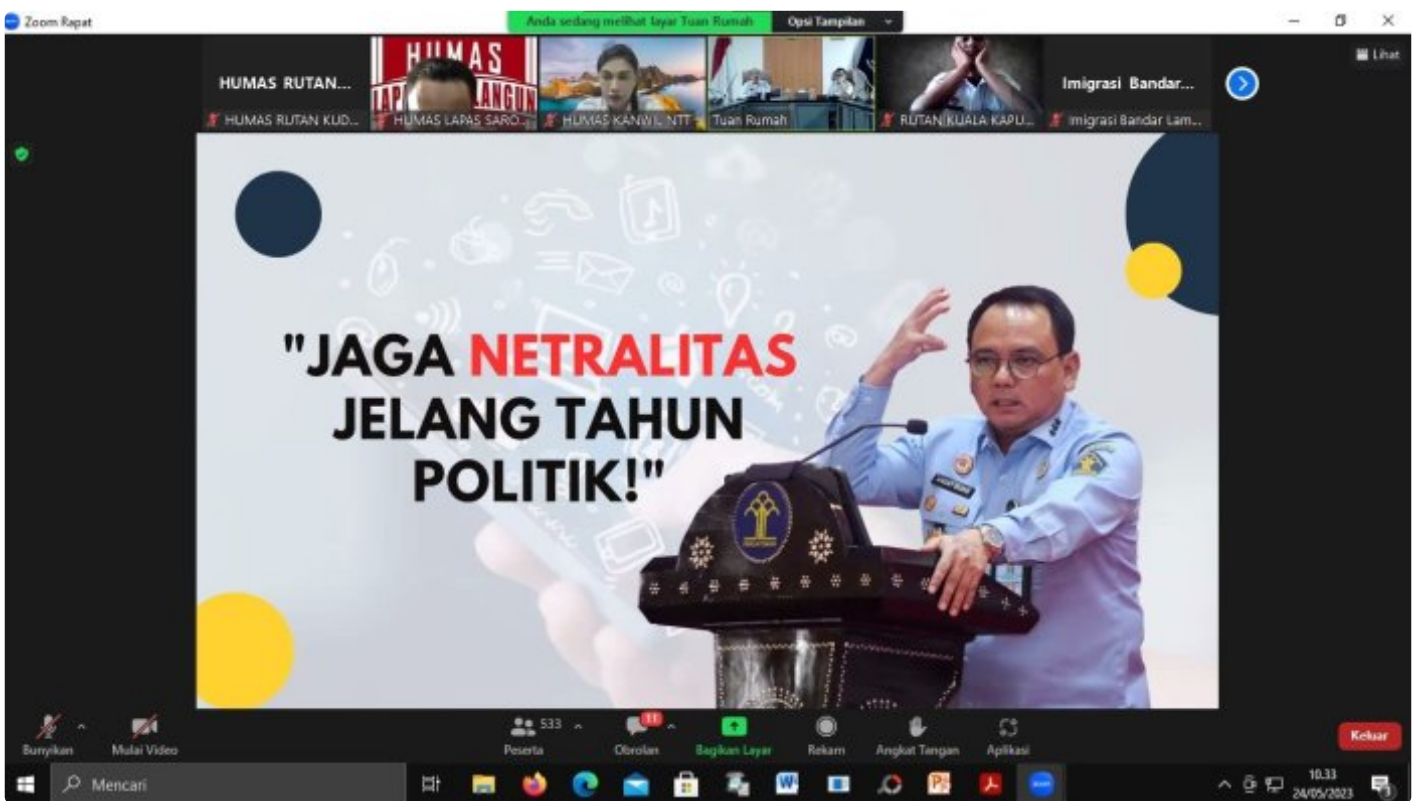 Zoom Rapat
Anda sedang melihat layar Tuan Rumah
Opsi Tampilan
Lihat
HUMAS RUTAN...
HUMAS
Imigrasi Bandar...
HUMAS RUTAN KUD...
HUMAS LAPAS SARO...
HUMAS KANWIL NTT
Tuan Rumah
RUTAN KUALA KAPU...
Imigrasi Bandar Lam...
"JAGA NETRALITAS
JELANG TAHUN
POLITIK!"
Bunyikan
Mulai Video
533
Peserta
11
Obrolan
Bagikan Layar
Rekam
Angkat Tangan
Aplikasi
Keluar
Mencari
10.33
24/05/2023